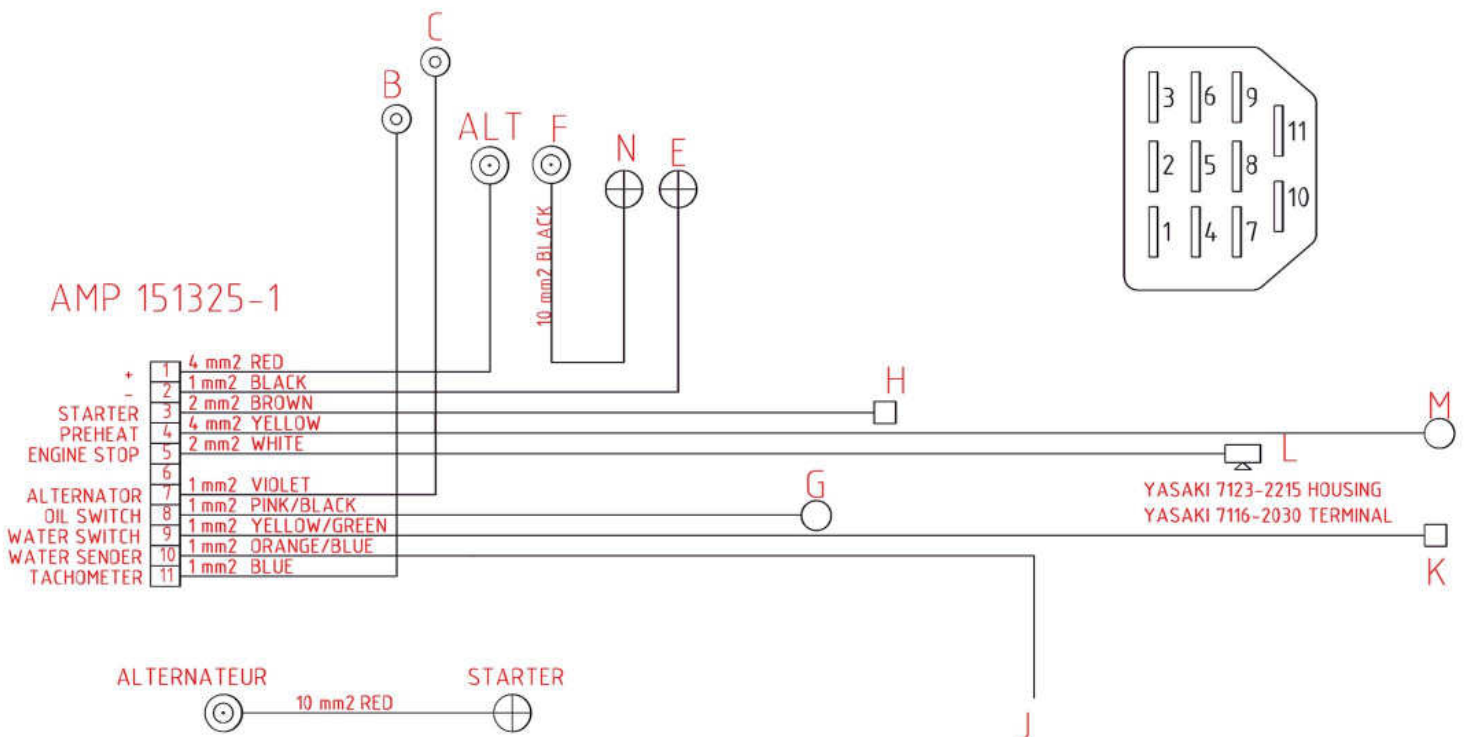 C
B
ALT
F
N
E
10 mm2 BLACK
3
6
9
11
2
5
8
10
1
4
7
AMP 151325-1
+ 1 4 mm2 RED
- 2 1 mm2 BLACK
STARTER 3 2 mm2 BROWN
PREHEAT 4 4 mm2 YELLOW
ENGINE STOP 5 2 mm2 WHITE
6
ALTERNATOR 7 1 mm2 VIOLET
OIL SWITCH 8 1 mm2 PINK/BLACK
WATER SWITCH 9 1 mm2 YELLOW/GREEN
WATER SENDER 10 1 mm2 ORANGE/BLUE
TACHOMETER 11 1 mm2 BLUE
H
M
L
G
YASAKI 7123-2215 HOUSING
YASAKI 7116-2030 TERMINAL
K
J
ALTERNATEUR
10 mm2 RED
STARTER